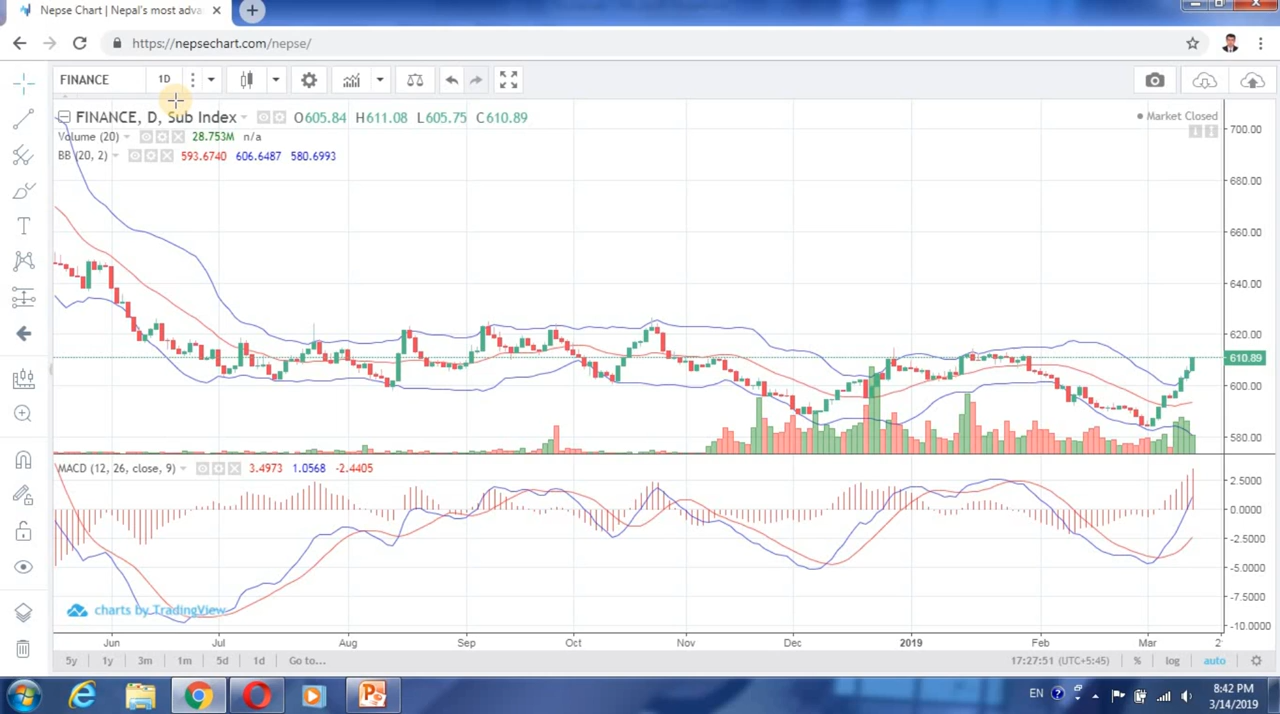 Nepse Chart | Nepal's most adva
https://nepsechart.com/nepse/
FINANCE 1D
FINANCE, D, Sub Index O605.84 H611.08 L605.75 C610.89
Market Closed
Volume (20) 28.753M n/a
BB (20, 2) 593.6740 606.6487 580.6993
700.00
680.00
660.00
640.00
620.00
610.89
600.00
580.00
MACD (12, 26, close, 9) 3.4973 1.0568 -2.4405
2.5000
0.0000
-2.5000
-5.0000
-7.5000
-10.0000
charts by TradingView
Jun Jul Aug Sep Oct Nov Dec 2019 Feb Mar
5y 1y 3m 1m 5d 1d Go to... 17:27:51 (UTC+5:45) % log auto
EN 8:42 PM
3/14/2019